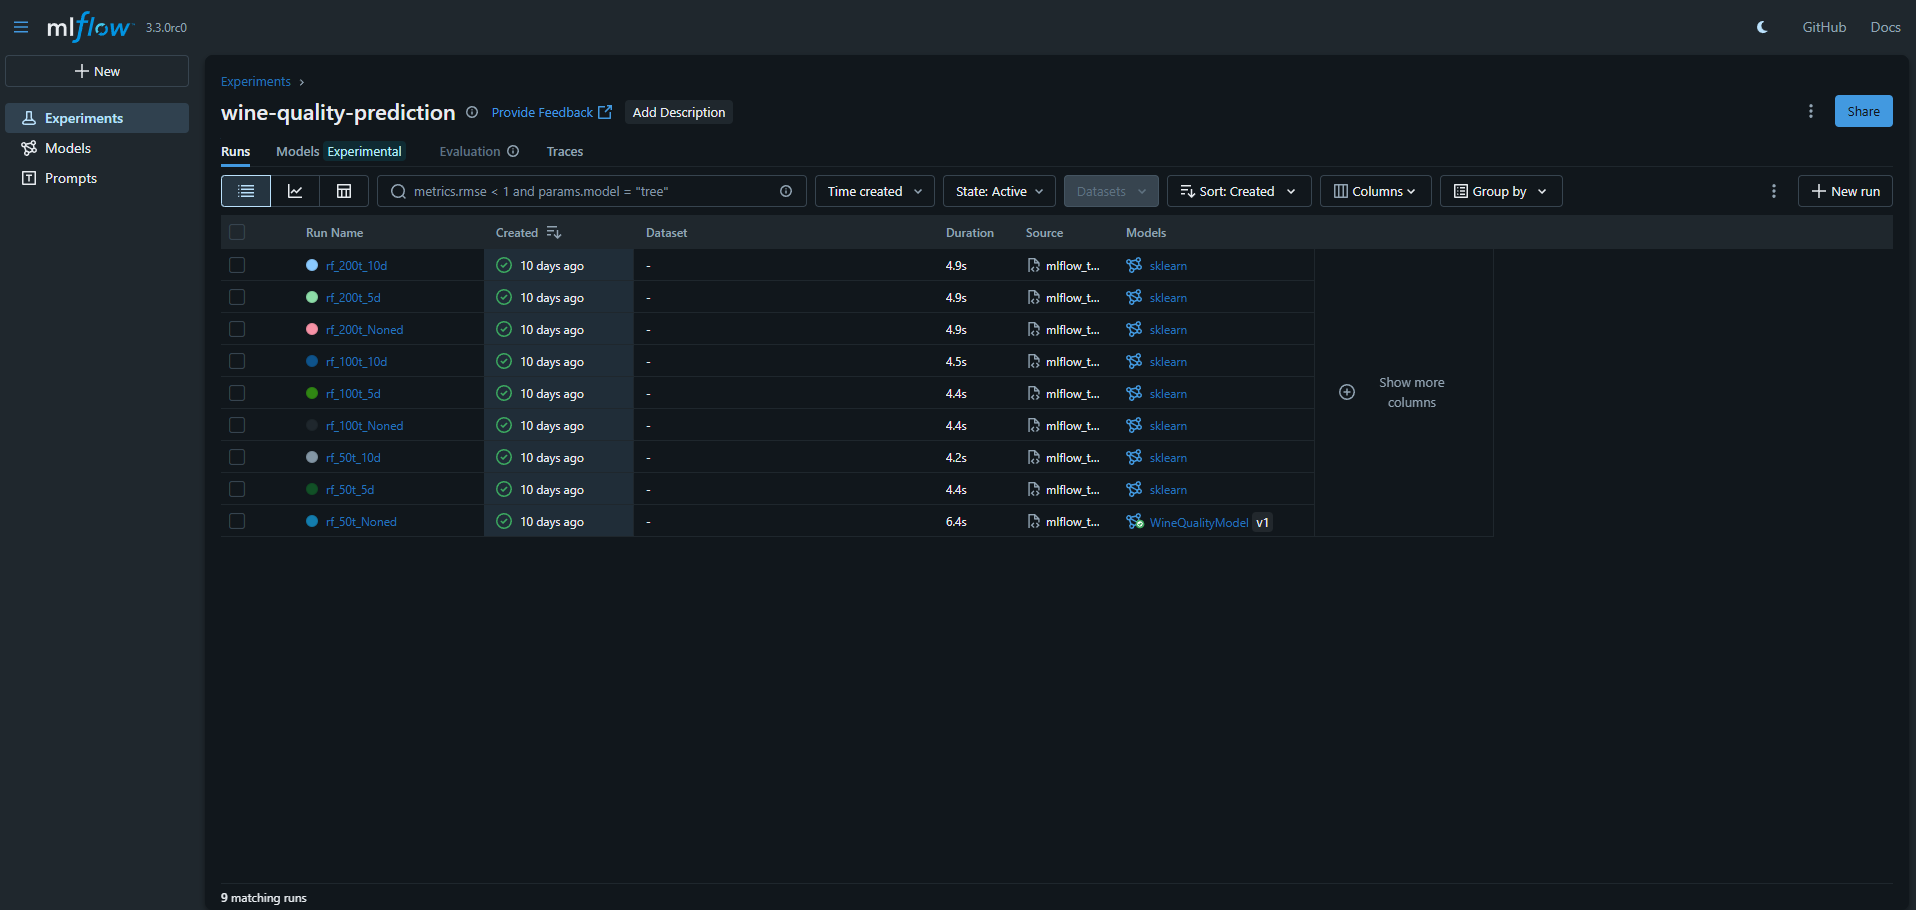 mlflow 3.3.0rc0
GitHub Docs
New
Experiments
Models
Prompts
Experiments ›
wine-quality-prediction Provide Feedback Add Description
Share
Runs Models Experimental Evaluation Traces
metrics.rmse < 1 and params.model = "tree" Time created State: Active Datasets Sort: Created Columns Group by New run
Run Name Created Dataset Duration Source Models
rf_200t_10d 10 days ago - 4.9s mlflow_t... sklearn
rf_200t_5d 10 days ago - 4.9s mlflow_t... sklearn
rf_200t_Noned 10 days ago - 4.9s mlflow_t... sklearn
rf_100t_10d 10 days ago - 4.5s mlflow_t... sklearn
rf_100t_5d 10 days ago - 4.4s mlflow_t... sklearn
rf_100t_Noned 10 days ago - 4.4s mlflow_t... sklearn
rf_50t_10d 10 days ago - 4.2s mlflow_t... sklearn
rf_50t_5d 10 days ago - 4.4s mlflow_t... sklearn
rf_50t_Noned 10 days ago - 6.4s mlflow_t... WineQualityModel v1
Show more
columns
9 matching runs